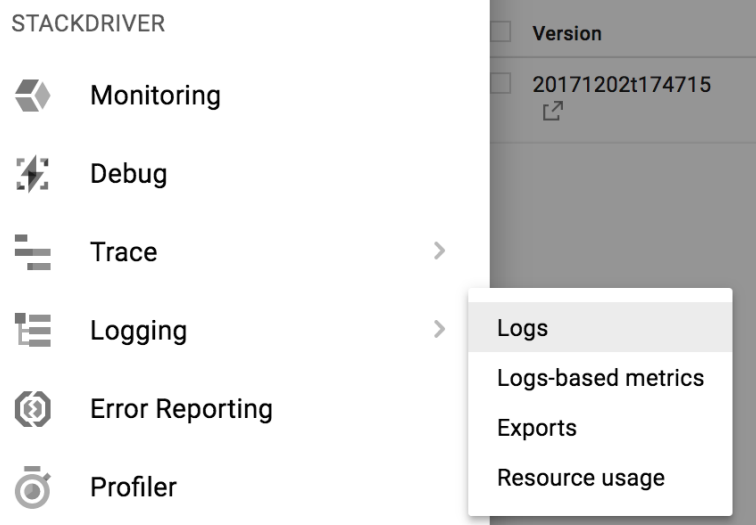 STACKDRIVER
Monitoring
Debug
Trace
Logging
Error Reporting
Profiler
Version
20171202t174715
Logs
Logs-based metrics
Exports
Resource usage